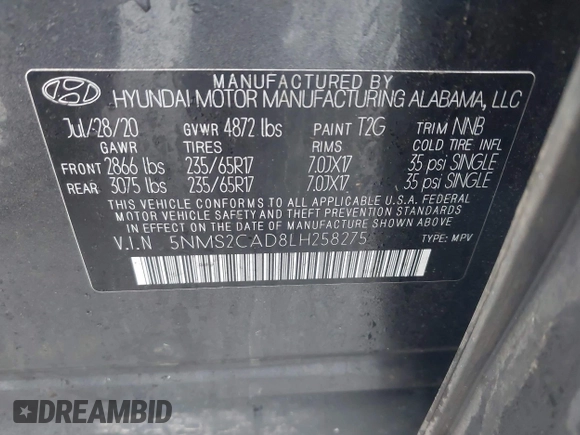 MANUFACTURED BY
HYUNDAI MOTOR MANUFACTURING ALABAMA, LLC
Jul/28/20 GVWR 4872 lbs PAINT T2G TRIM NNB
GAWR TIRES RIMS COLD TIRE INFL
FRONT 2866 lbs 235/65R17 7.0JX17 35 psi SINGLE
REAR 3075 lbs 235/65R17 7.0JX17 35 psi SINGLE
THIS VEHICLE CONFORMS TO ALL APPLICABLE U.S.A. FEDERAL
MOTOR VEHICLE SAFETY AND THEFT PREVENTION STANDARDS
IN EFFECT ON THE DATE OF MANUFACTURE SHOWN ABOVE.
V.I.N 5NMS2CAD8LH258275 TYPE: MPV
DREAMBID